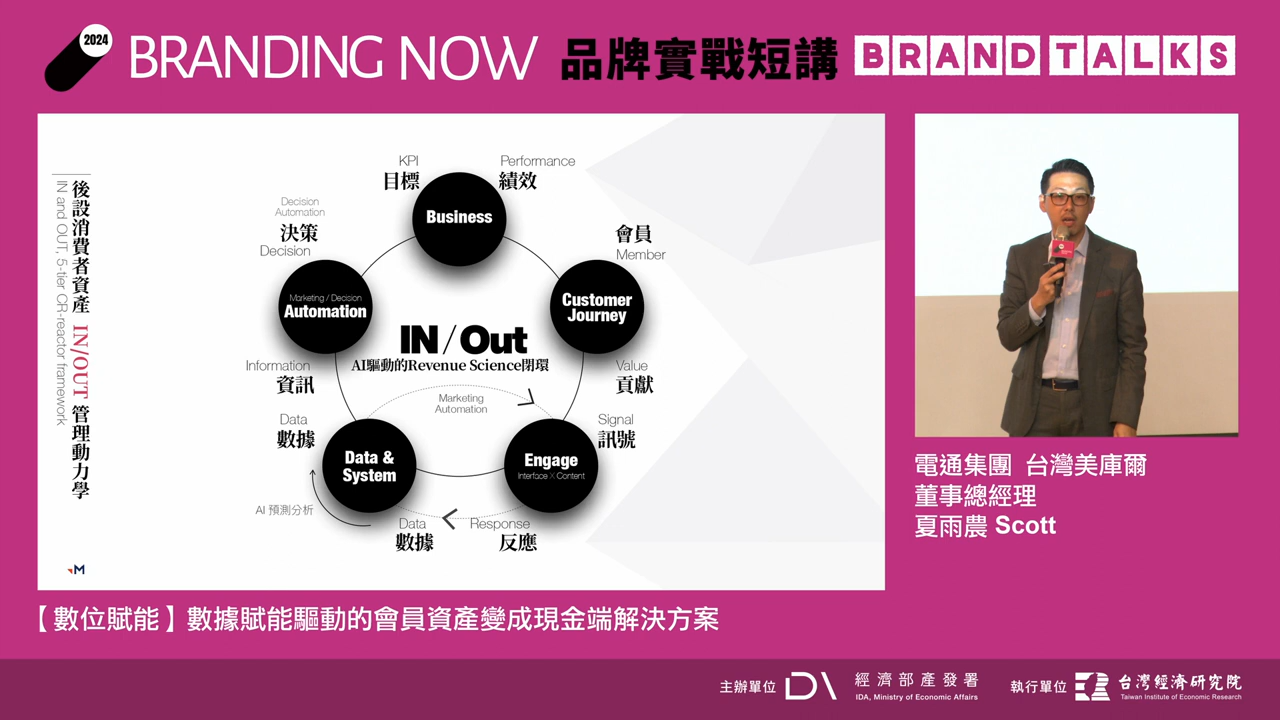 2024
BRANDING NOW 品牌實戰短講 BRAND TALKS
後設消費者資產 IN/OUT 管理動力學
IN and OUT, 5-tier CR-reactor framework
KPI
目標
Performance
績效
Business
Decision
Automation
決策
Decision
會員
Member
Marketing / Decision
Automation
Customer
Journey
IN/Out
AI驅動的Revenue Science閉環
Information
資訊
Value
貢獻
Marketing
Automation
Data
數據
Signal
訊號
Data &
System
Engage
Interface X Content
AI 預測分析
Data
數據
Response
反應
M
電通集團 台灣美庫爾
董事總經理
夏雨農 Scott
【數位賦能】數據賦能驅動的會員資產變成現金端解決方案
主辦單位
經濟部產發署
IDA, Ministry of Economic Affairs
執行單位
台灣經濟研究院
Taiwan Institute of Economic Research